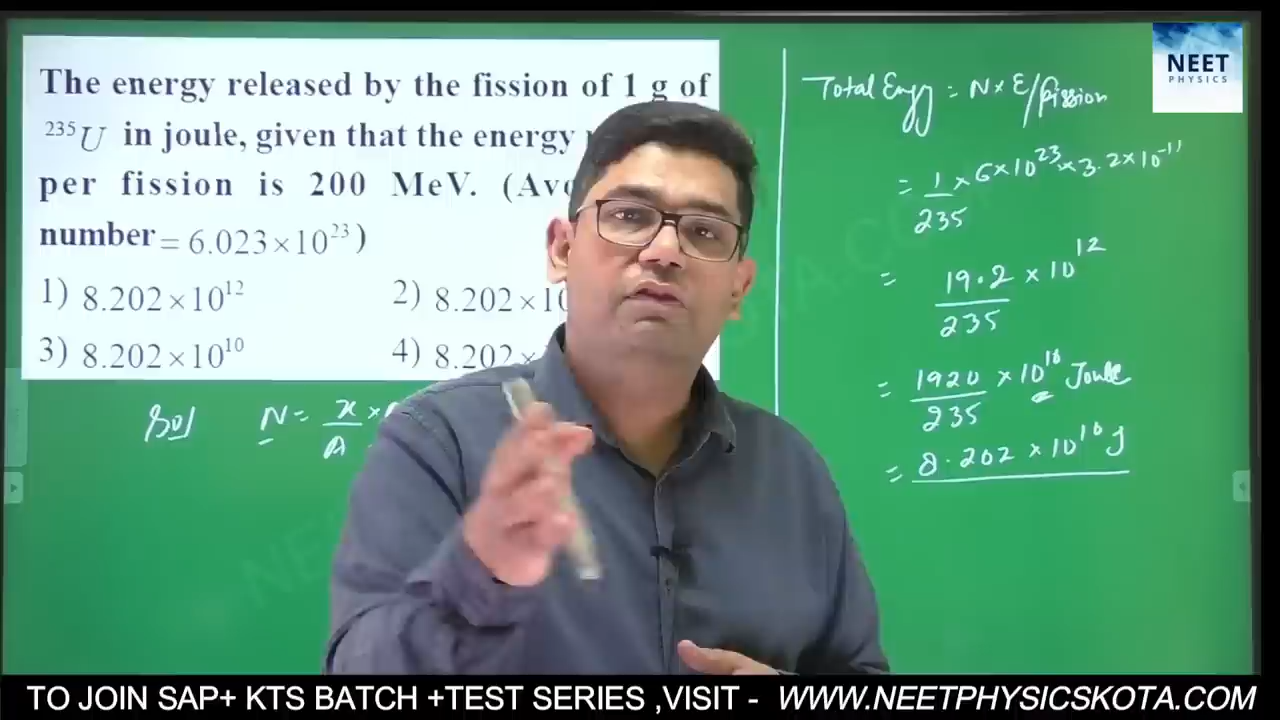 The energy released by the fission of 1 g of
²³⁵U in joule, given that the energy
per fission is 200 MeV. (Av
number = 6.023×10²³)
1) 8.202×10¹² 2) 8.202×1
3) 8.202×10¹⁰ 4) 8.202×
Sol N = x ×
A
Total Engy = N × E/fission
= 1/235 × 6×10²³ × 3.2×10⁻¹¹
= 19.2/235 × 10¹²
= 1920/235 × 10¹⁰ Joule
= 8.202 × 10¹⁰ J
NEET
PHYSICS
TO JOIN SAP+ KTS BATCH +TEST SERIES ,VISIT - WWW.NEETPHYSICSKOTA.COM